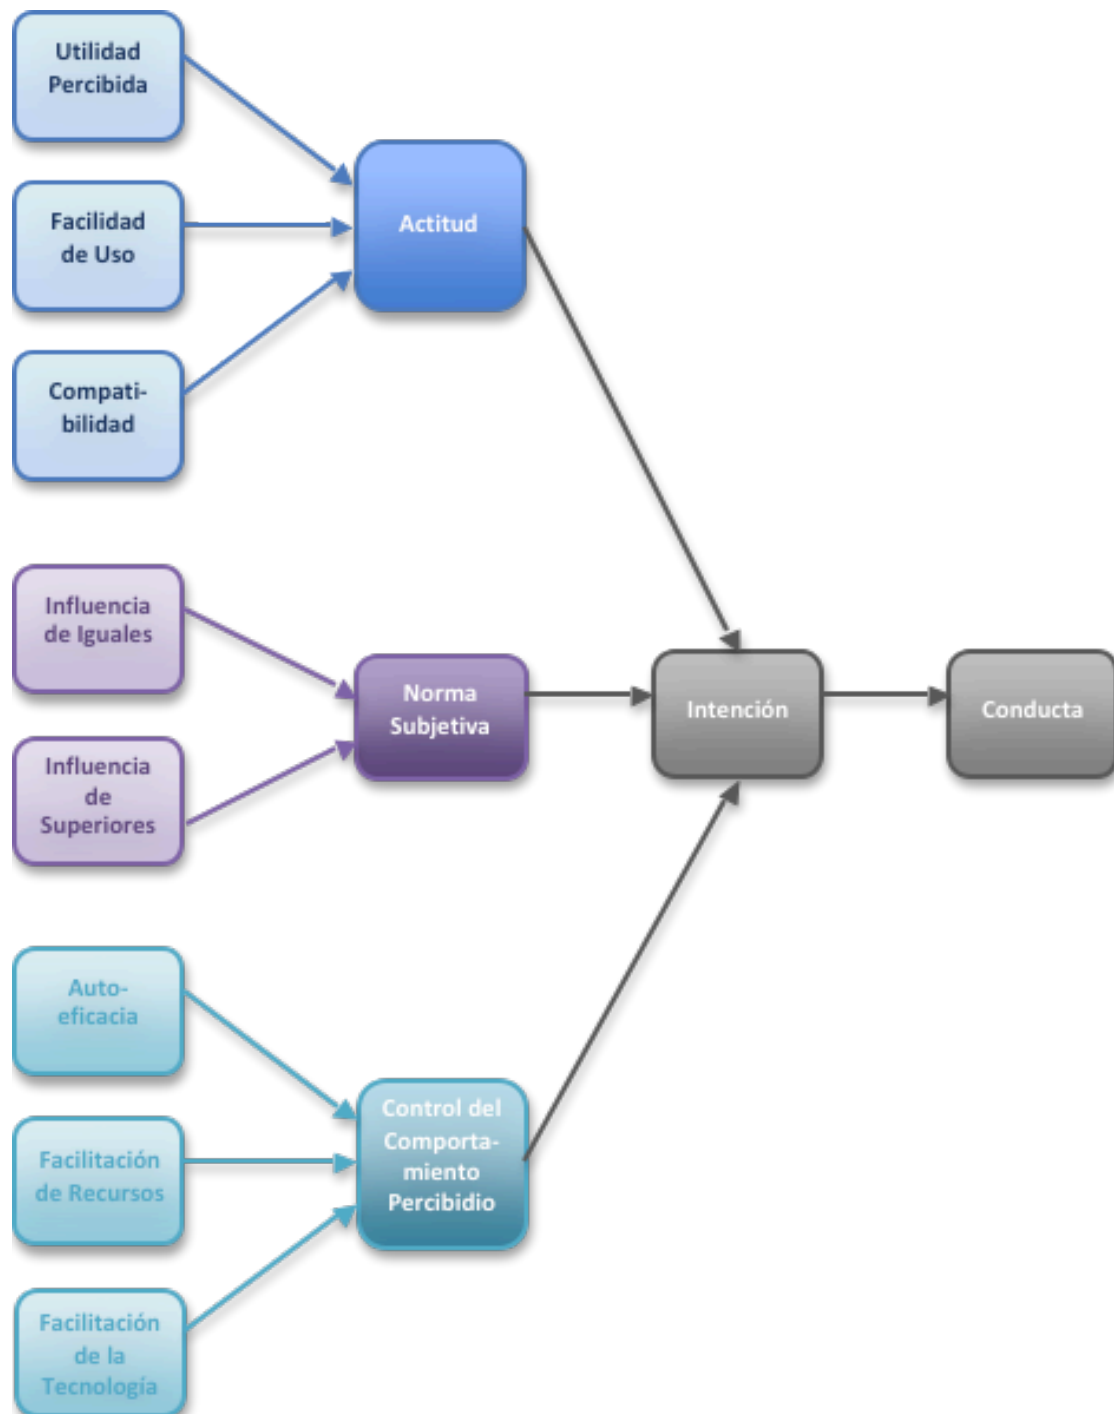 Utilidad
Percibida
Facilidad
de Uso
Compati-
bilidad
Actitud
Influencia
de Iguales
Influencia
de
Superiores
Norma
Subjetiva
Intención
Conducta
Auto-
eficacia
Facilitación
de Recursos
Facilitación
de la
Tecnología
Control del
Comporta-
miento
Percibidio